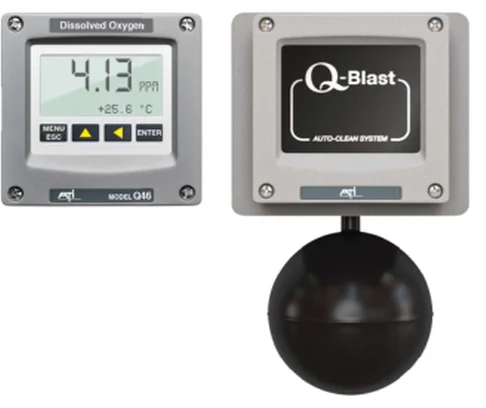 Dissolved Oxygen
4.13 PPM
+25.6 °C
MENU
ESC
ENTER
ATI
MODEL Q46
Q-Blast
AUTO-CLEAN SYSTEM
ATI